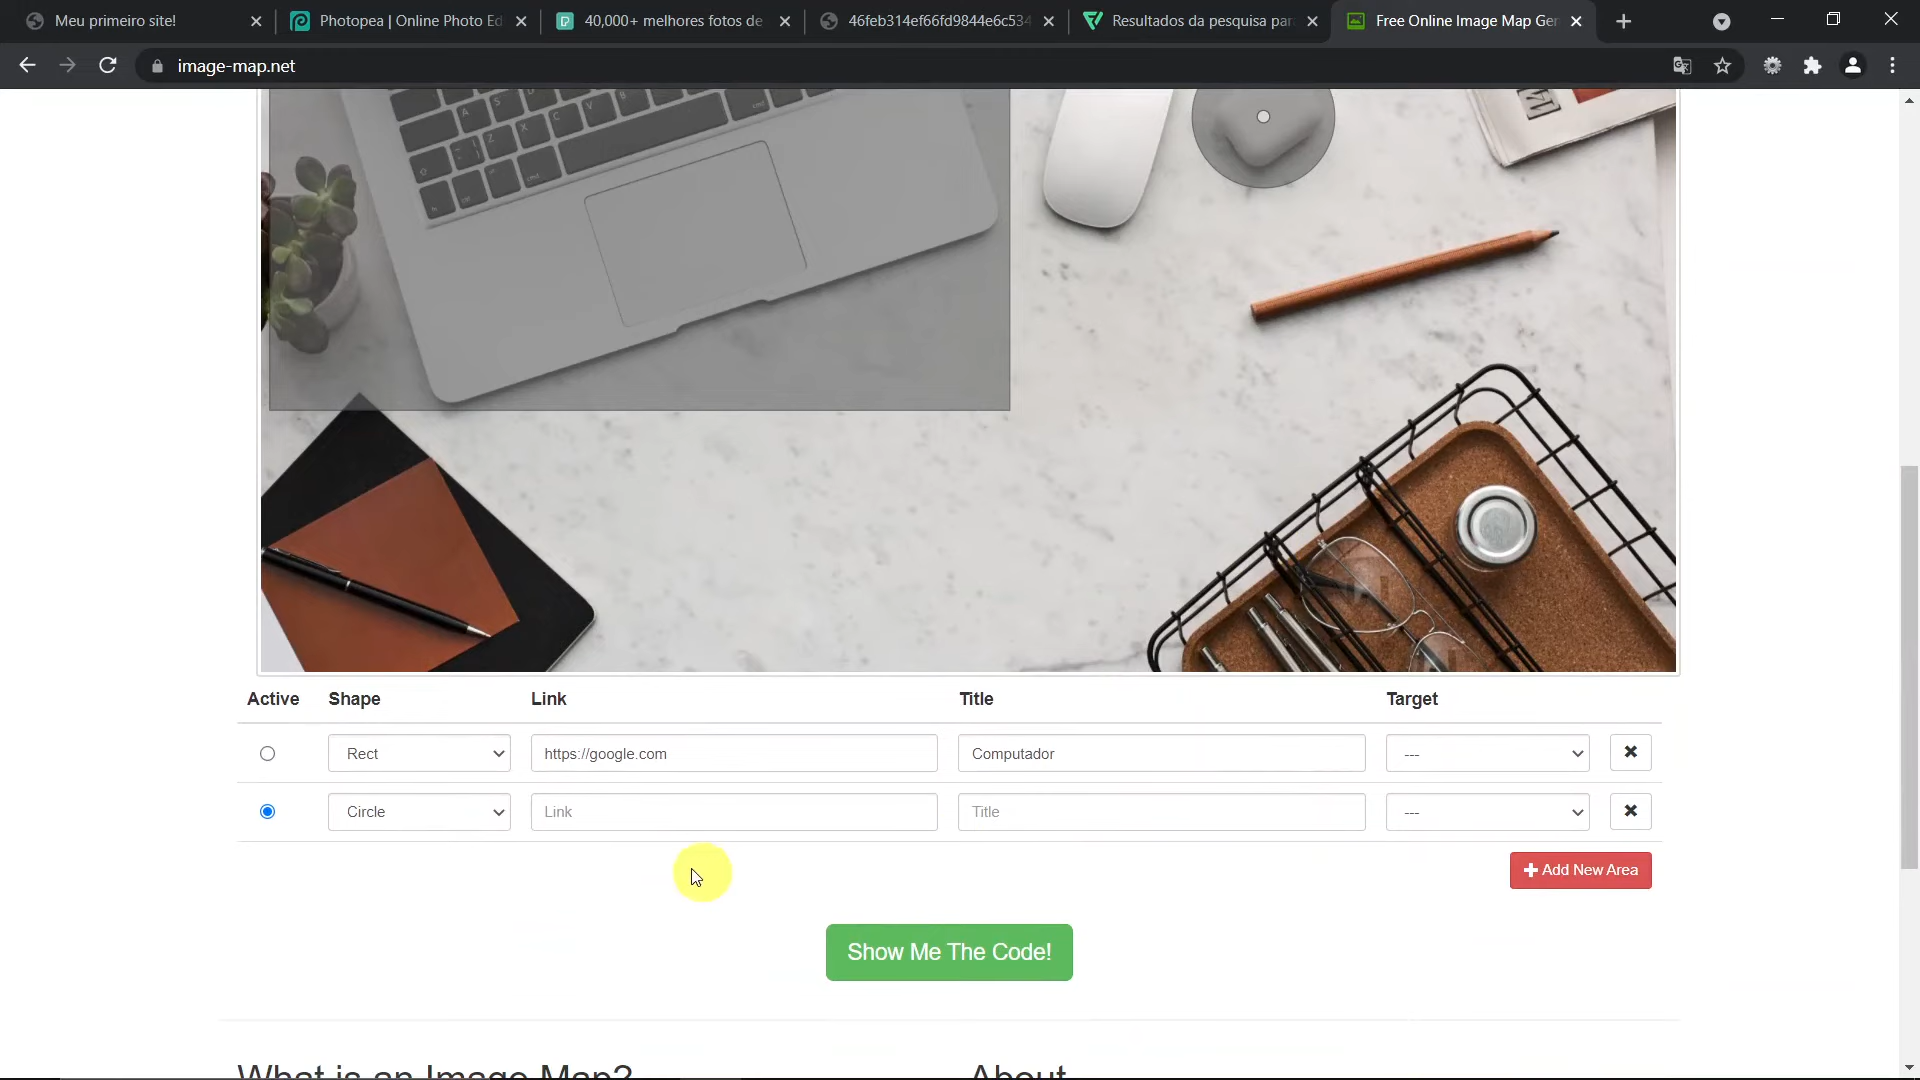 Meu primeiro site!
Photopea | Online Photo Ed
40,000+ melhores fotos de
46feb314ef66fd9844e6c534
Resultados da pesquisa par
Free Online Image Map Ger
image-map.net
Active Shape Link Title Target
Rect https://google.com Computador ---
Circle Link Title ---
Add New Area
Show Me The Code!
What is an Image Map?
About